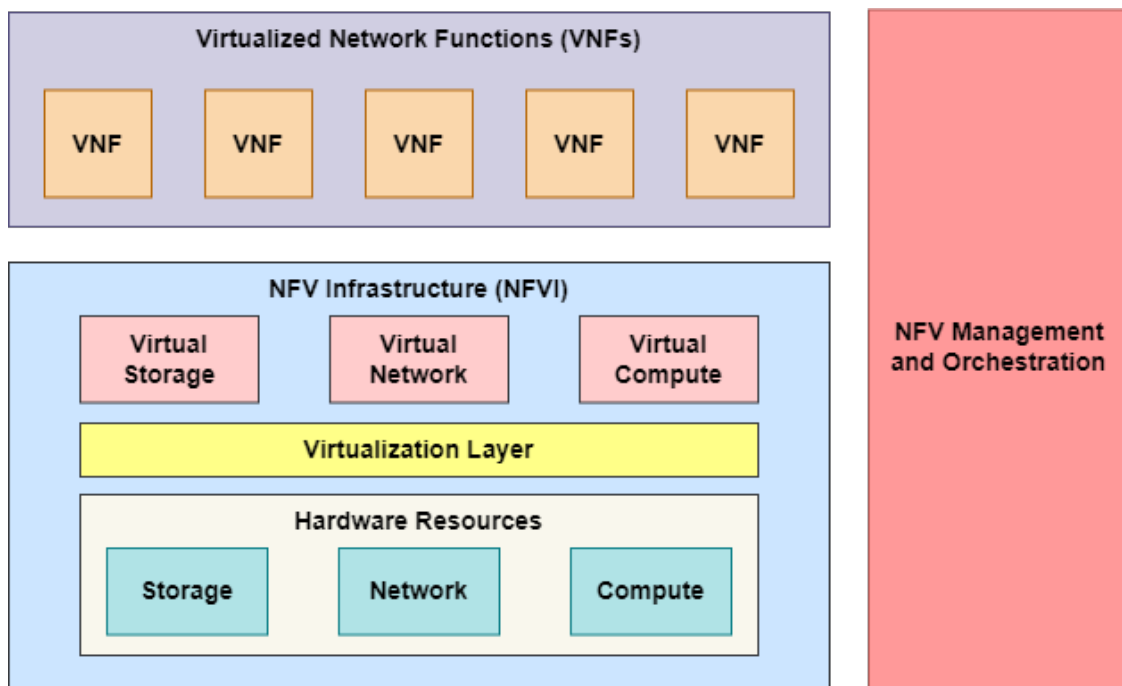 Virtualized Network Functions (VNFs)
VNF
VNF
VNF
VNF
VNF
NFV Infrastructure (NFVI)
Virtual
Storage
Virtual
Network
Virtual
Compute
Virtualization Layer
Hardware Resources
Storage
Network
Compute
NFV Management
and Orchestration